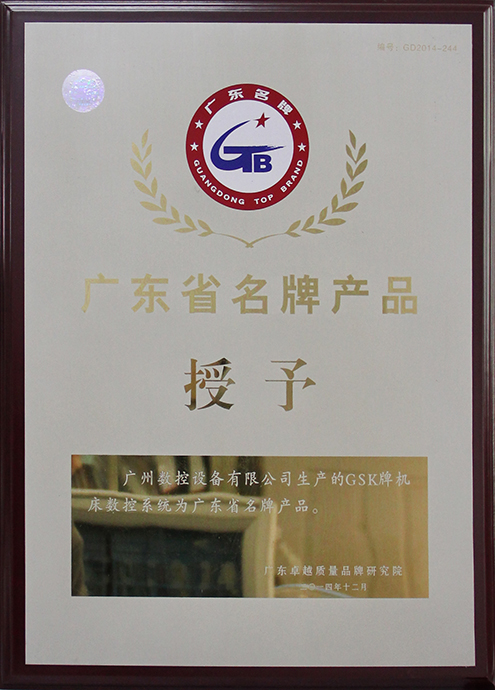 编号：GD2014-244
广东名牌
GTB
GUANGDONG TOP BRAND
广东省名牌产品
授予
广州数控设备有限公司生产的GSK牌机
床数控系统为广东省名牌产品。
广东卓越质量品牌研究院
二〇一四年十二月